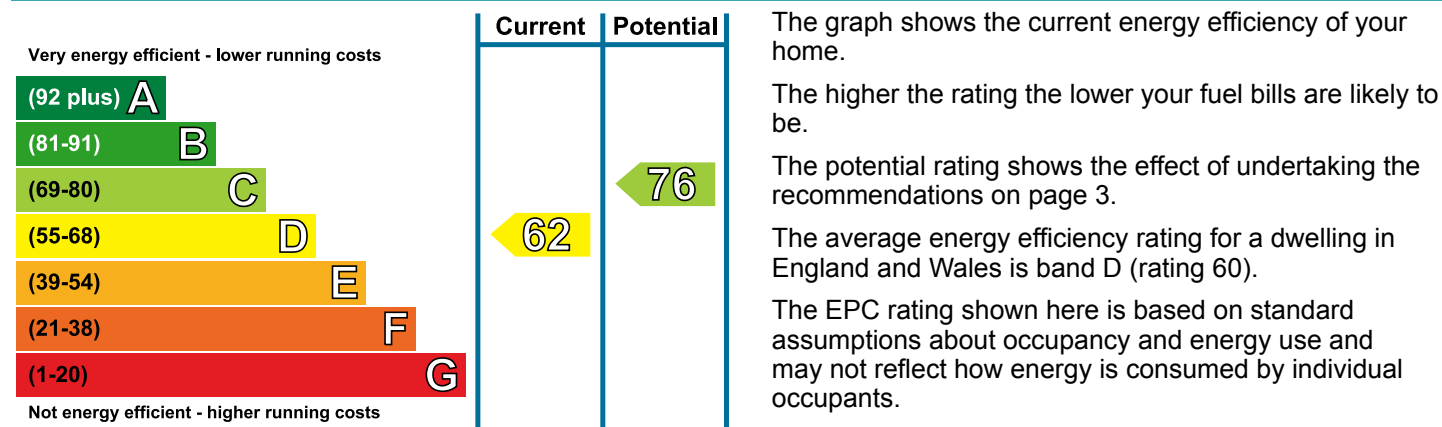 Current Potential
Very energy efficient - lower running costs
(92 plus) A
(81-91) B
(69-80) C
76
(55-68) D
62
(39-54) E
(21-38) F
(1-20) G
Not energy efficient - higher running costs
The graph shows the current energy efficiency of your
home.
The higher the rating the lower your fuel bills are likely to
be.
The potential rating shows the effect of undertaking the
recommendations on page 3.
The average energy efficiency rating for a dwelling in
England and Wales is band D (rating 60).
The EPC rating shown here is based on standard
assumptions about occupancy and energy use and
may not reflect how energy is consumed by individual
occupants.